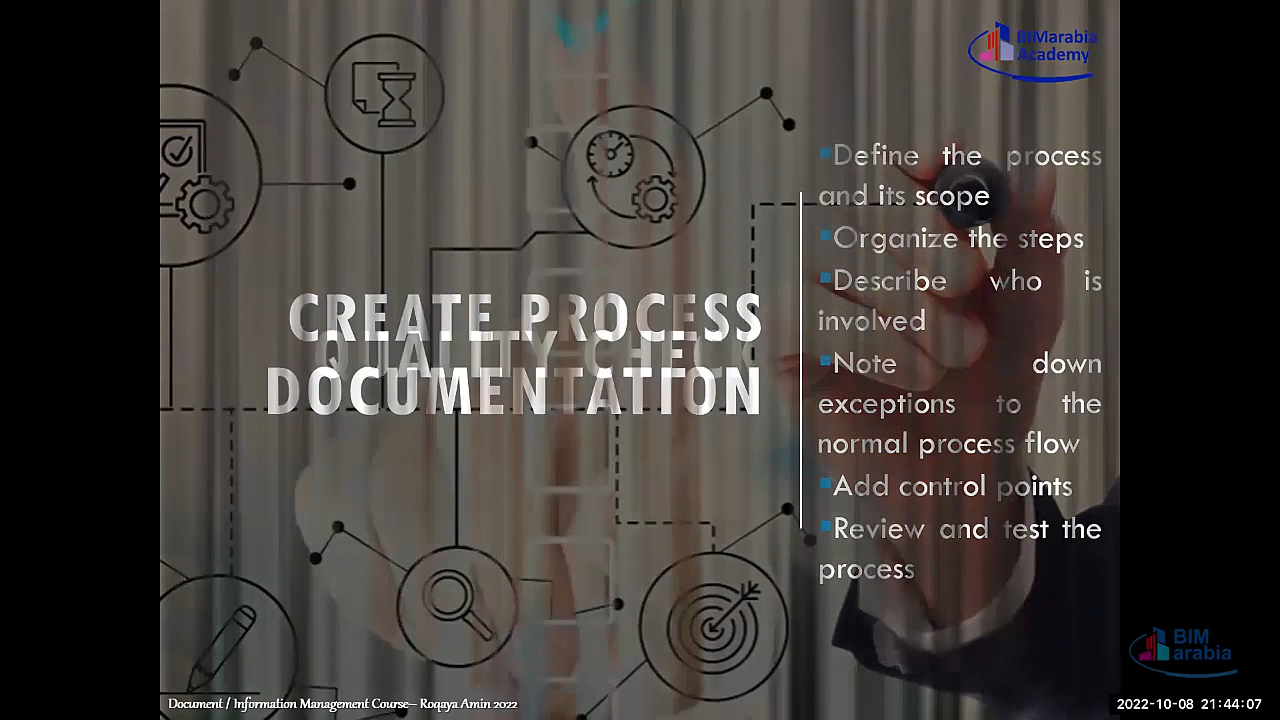 BIMarabia
Academy
CREATE PROCESS
QUALITY CHECK
DOCUMENTATION
Define the process
and its scope
Organize the steps
Describe who is
involved
Note down
exceptions to the
normal process flow
Add control points
Review and test the
process
BIM
arabia
Document / Information Management Course– Roqaya Amin 2022
2022-10-08 21:44:07